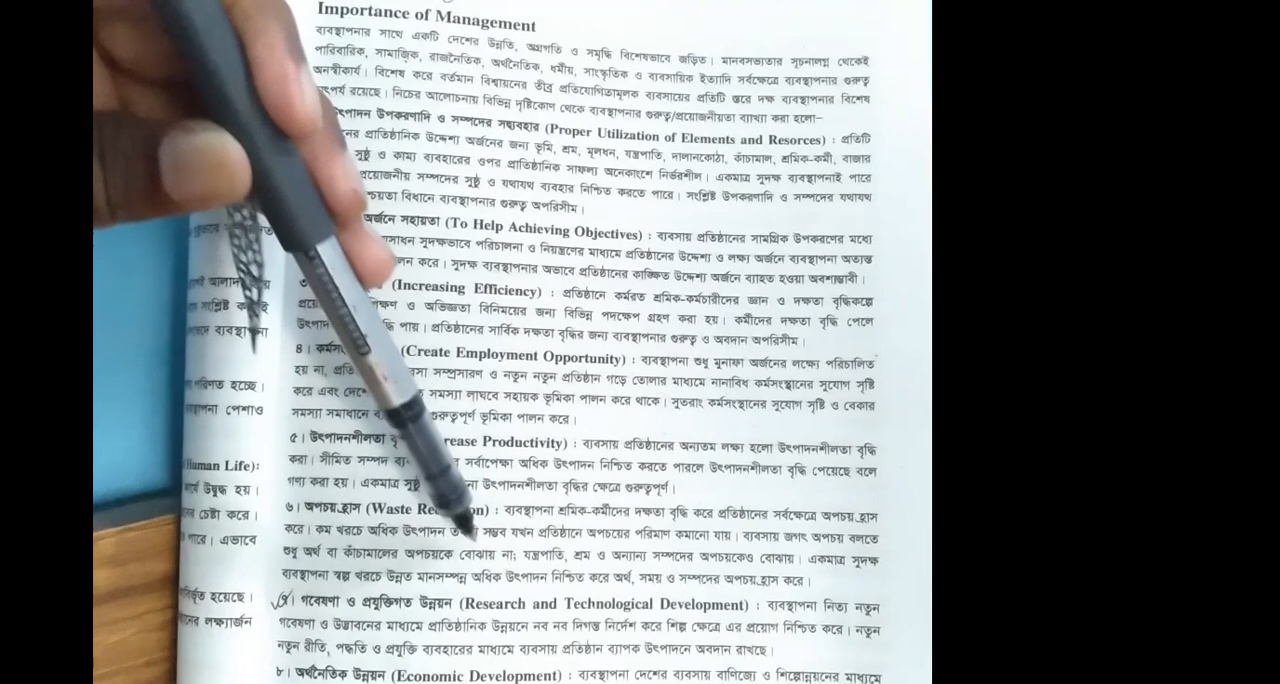 Importance of Management
ব্যবস্থাপনার সাথে একটি দেশের উন্নতি, অগ্রগতি ও সমৃদ্ধি বিশেষভাবে জড়িত। মানবসভ্যতার সূচনালগ্ন থেকেই
পারিবারিক, সামাজিক, রাজনৈতিক, অর্থনৈতিক, ধর্মীয়, সাংস্কৃতিক ও ব্যবসায়িক ইত্যাদি সর্বক্ষেত্রে ব্যবস্থাপনার গুরুত্ব
অনস্বীকার্য। বিশেষ করে বর্তমান বিশ্বায়নের তীব্র প্রতিযোগিতামূলক ব্যবসায়ের প্রতিটি স্তরে দক্ষ ব্যবস্থাপনার বিশেষ
রয়েছে। নিচের আলোচনায় বিভিন্ন দৃষ্টিকোণ থেকে ব্যবস্থাপনার গুরুত্ব/প্রয়োজনীয়তা ব্যাখ্যা করা হলো–
উপকরণাদি ও সম্পদের সদ্ব্যবহার (Proper Utilization of Elements and Resorces) : প্রতিটি
প্রাতিষ্ঠানিক উদ্দেশ্য অর্জনের জন্য ভূমি, শ্রম, মূলধন, যন্ত্রপাতি, দালানকোঠা, কাঁচামাল, শ্রমিক-কর্মী, বাজার
সুষ্ঠু ও কাম্য ব্যবহারের ওপর প্রাতিষ্ঠানিক সাফল্য অনেকাংশে নির্ভরশীল। একমাত্র সুদক্ষ ব্যবস্থাপনাই পারে
প্রয়োজনীয় সম্পদের সুষ্ঠু ও যথাযথ ব্যবহার নিশ্চিত করতে পারে। সংশ্লিষ্ট উপকরণাদি ও সম্পদের যথাযথ
বিধানে ব্যবস্থাপনার গুরুত্ব অপরিসীম।
অর্জনে সহায়তা (To Help Achieving Objectives) : ব্যবসায় প্রতিষ্ঠানের সামগ্রিক উপকরণের মধ্যে
সুদক্ষভাবে পরিচালনা ও নিয়ন্ত্রণের মাধ্যমে প্রতিষ্ঠানের উদ্দেশ্য ও লক্ষ্য অর্জনে ব্যবস্থাপনা অত্যন্ত
করে। সুদক্ষ ব্যবস্থাপনার অভাবে প্রতিষ্ঠানের কাঙ্ক্ষিত উদ্দেশ্য অর্জনে ব্যাহত হওয়া অবশ্যম্ভাবী।
(Increasing Efficiency) : প্রতিষ্ঠানে কর্মরত শ্রমিক-কর্মচারীদের জ্ঞান ও দক্ষতা বৃদ্ধিকল্পে
ও অভিজ্ঞতা বিনিময়ের জন্য বিভিন্ন পদক্ষেপ গ্রহণ করা হয়। কর্মীদের দক্ষতা বৃদ্ধি পেলে
পায়। প্রতিষ্ঠানের সার্বিক দক্ষতা বৃদ্ধির জন্য ব্যবস্থাপনার গুরুত্ব ও অবদান অপরিসীম।
৪। (Create Employment Opportunity) : ব্যবস্থাপনা শুধু মুনাফা অর্জনের লক্ষ্যে পরিচালিত
হয় না, সম্প্রসারণ ও নতুন নতুন প্রতিষ্ঠান গড়ে তোলার মাধ্যমে নানাবিধ কর্মসংস্থানের সুযোগ সৃষ্টি
করে এবং সমস্যা লাঘবে সহায়ক ভূমিকা পালন করে থাকে। সুতরাং কর্মসংস্থানের সুযোগ সৃষ্টি ও বেকার
সমস্যা সমাধানে গুরুত্বপূর্ণ ভূমিকা পালন করে।
৫। উৎপাদনশীলতা Productivity) : ব্যবসায় প্রতিষ্ঠানের অন্যতম লক্ষ্য হলো উৎপাদনশীলতা বৃদ্ধি
করা। সীমিত সম্পদ সর্বাপেক্ষা অধিক উৎপাদন নিশ্চিত করতে পারলে উৎপাদনশীলতা বৃদ্ধি পেয়েছে বলে
গণ্য করা হয়। একমাত্র সুষ্ঠু উৎপাদনশীলতা বৃদ্ধির ক্ষেত্রে গুরুত্বপূর্ণ।
৬। অপচয় হ্রাস (Waste : ব্যবস্থাপনা শ্রমিক-কর্মীদের দক্ষতা বৃদ্ধি করে প্রতিষ্ঠানের সর্বক্ষেত্রে অপচয় হ্রাস
করে। কম খরচে অধিক উৎপাদন সম্ভব যখন প্রতিষ্ঠানে অপচয়ের পরিমাণ কমানো যায়। ব্যবসায় জগৎ অপচয় বলতে
শুধু অর্থ বা কাঁচামালের অপচয়কে বোঝায় না; যন্ত্রপাতি, শ্রম ও অন্যান্য সম্পদের অপচয়কেও বোঝায়। একমাত্র সুদক্ষ
ব্যবস্থাপনা স্বল্প খরচে উন্নত মানসম্পন্ন অধিক উৎপাদন নিশ্চিত করে অর্থ, সময় ও সম্পদের অপচয় হ্রাস করে।
৭। গবেষণা ও প্রযুক্তিগত উন্নয়ন (Research and Technological Development) : ব্যবস্থাপনা নিত্য নতুন
গবেষণা ও উদ্ভাবনের মাধ্যমে প্রাতিষ্ঠানিক উন্নয়নে নব নব দিগন্ত নির্দেশ করে শিল্প ক্ষেত্রে এর প্রয়োগ নিশ্চিত করে। নতুন
নতুন রীতি, পদ্ধতি ও প্রযুক্তি ব্যবহারের মাধ্যমে ব্যবসায় প্রতিষ্ঠান ব্যাপক উৎপাদনে অবদান রাখছে।
৮। অর্থনৈতিক উন্নয়ন (Economic Development) : ব্যবস্থাপনা দেশের ব্যবসায় বাণিজ্যে ও শিল্পোন্নয়নের মাধ্যমে
সংশ্লিষ্ট
পরিণত হচ্ছে।
পেশাও
Human Life):
উদ্বুদ্ধ হয়।
চেষ্টা করে।
পারে। এভাবে
হয়েছে।
লক্ষ্যার্জন